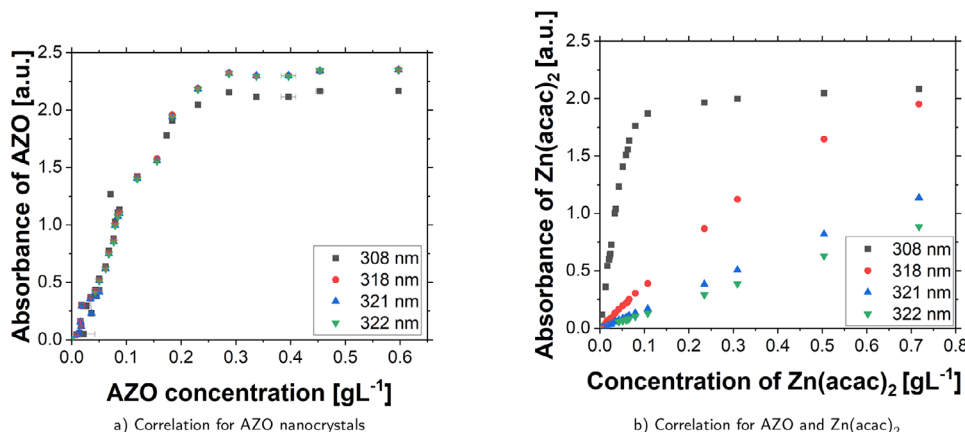 Absorbance of AZO [a.u.]
2.5
2.0
1.5
1.0
0.5
0.0
0.0 0.1 0.2 0.3 0.4 0.5 0.6
308 nm
318 nm
321 nm
322 nm
AZO concentration [gL⁻¹]
a) Correlation for AZO nanocrystals
Absorbance of Zn(acac)₂ [a.u.]
2.5
2.0
1.5
1.0
0.5
0.0
0.0 0.1 0.2 0.3 0.4 0.5 0.6 0.7 0.8
308 nm
318 nm
321 nm
322 nm
Concentration of Zn(acac)₂ [gL⁻¹]
b) Correlation for AZO and Zn(acac)₂